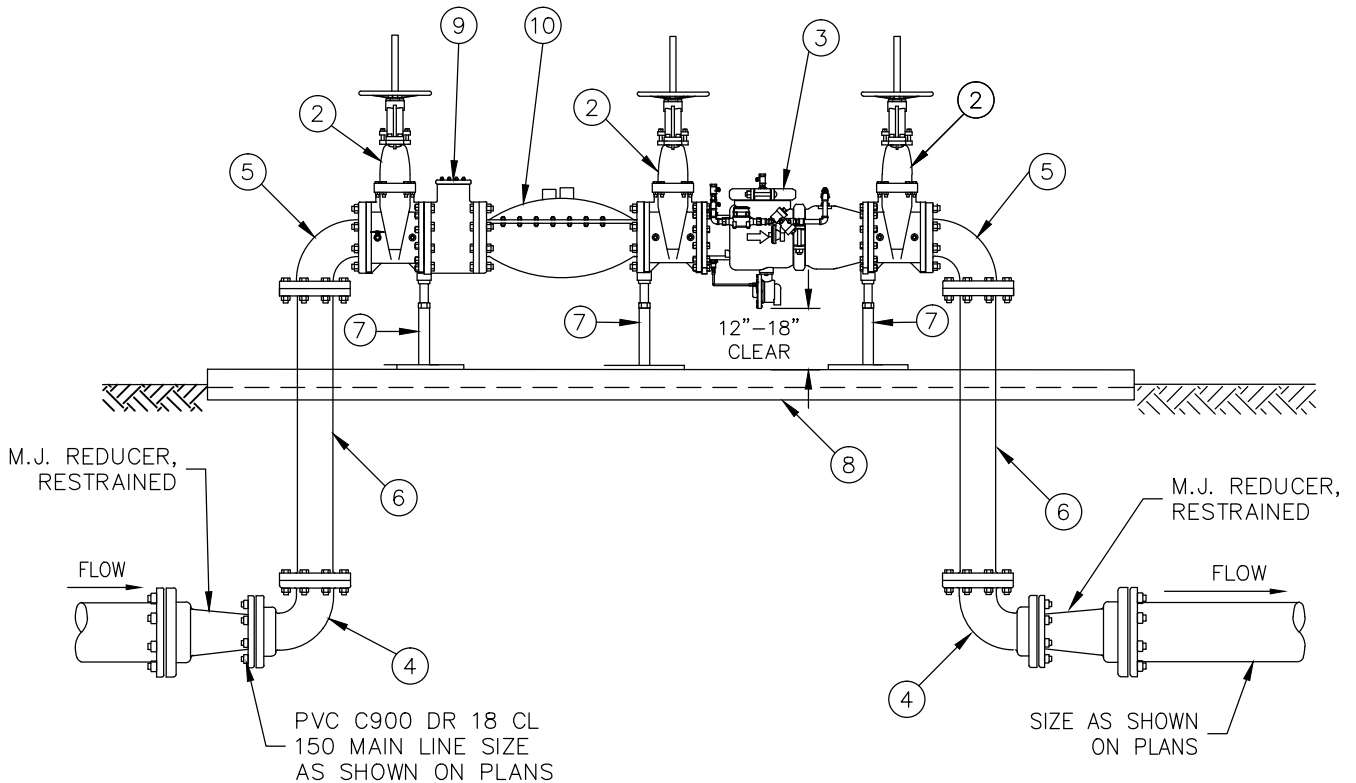 9
10
3
2
2
2
5
5
7
7
7
12”–18”
CLEAR
8
M.J. REDUCER,
RESTRAINED
6
6
M.J. REDUCER,
RESTRAINED
FLOW
FLOW
4
4
PVC C900 DR 18 CL
150 MAIN LINE SIZE
AS SHOWN ON PLANS
SIZE AS SHOWN
ON PLANS